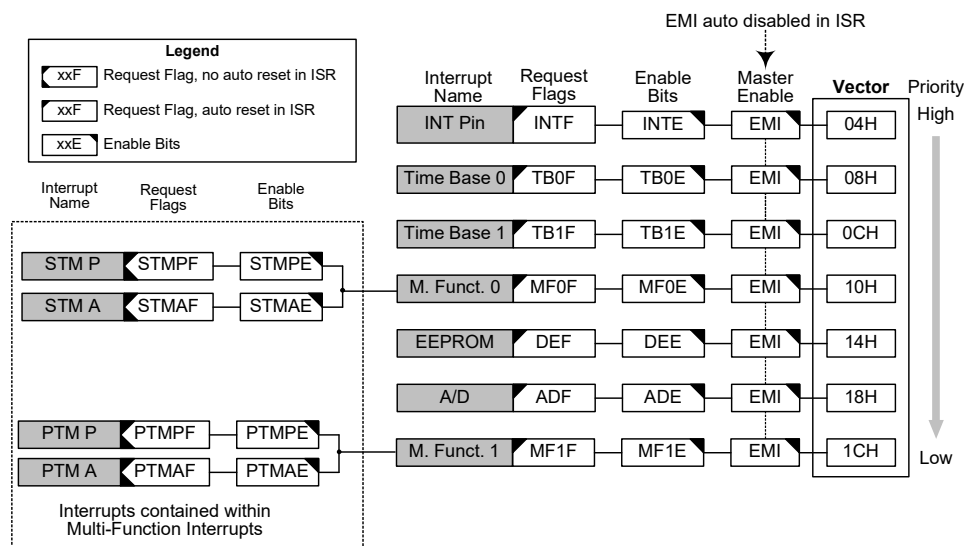 EMI auto disabled in ISR
Legend
xxF Request Flag, no auto reset in ISR
xxF Request Flag, auto reset in ISR
xxE Enable Bits
Interrupt Name Request Flags Enable Bits Master Enable Vector Priority
High
INT Pin INTF INTE EMI 04H
Time Base 0 TB0F TB0E EMI 08H
Time Base 1 TB1F TB1E EMI 0CH
M. Funct. 0 MF0F MF0E EMI 10H
EEPROM DEF DEE EMI 14H
A/D ADF ADE EMI 18H
M. Funct. 1 MF1F MF1E EMI 1CH
Low
Interrupt Name Request Flags Enable Bits
STM P STMPF STMPE
STM A STMAF STMAE
PTM P PTMPF PTMPE
PTM A PTMAF PTMAE
Interrupts contained within
Multi-Function Interrupts